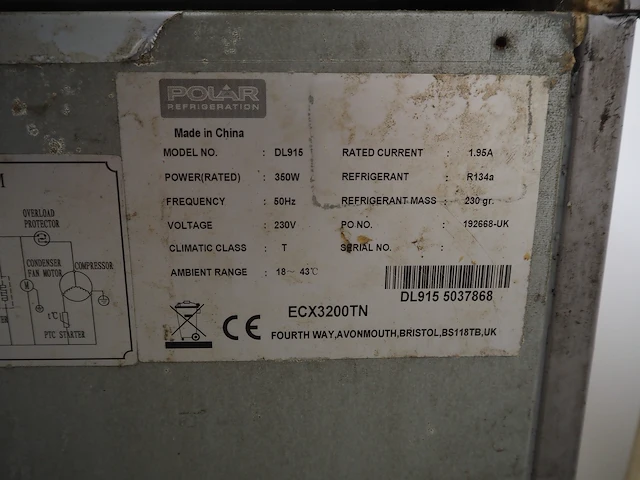 POLAR
REFRIGERATION
Made in China
MODEL NO. : DL915
POWER(RATED) : 350W
FREQUENCY : 50Hz
VOLTAGE : 230V
CLIMATIC CLASS : T
AMBIENT RANGE : 18~ 43℃
RATED CURRENT : 1.95A
REFRIGERANT : R134a
REFRIGERANT MASS : 230 gr.
PO NO. : 192668-UK
SERIAL NO. :
DL915 5037868
ECX3200TN
CE
FOURTH WAY,AVONMOUTH,BRISTOL,BS118TB,UK
OVERLOAD
PROTECTOR
CONDENSER
FAN MOTOR
COMPRESSOR
M
t℃
PTC STARTER